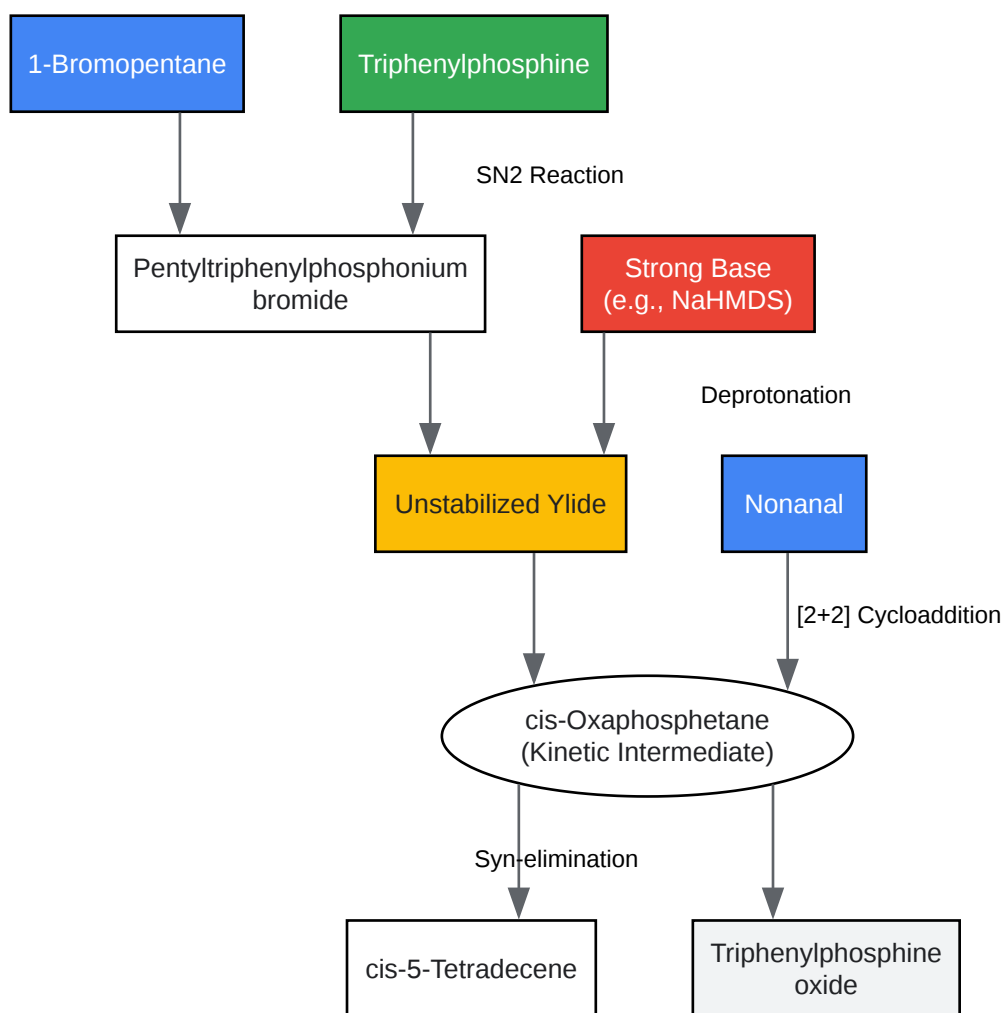 1-Bromopentane
Triphenylphosphine
SN2 Reaction
Pentyltriphenylphosphonium
bromide
Strong Base
(e.g., NaHMDS)
Deprotonation
Unstabilized Ylide
Nonanal
[2+2] Cycloaddition
cis-Oxaphosphetane
(Kinetic Intermediate)
Syn-elimination
cis-5-Tetradecene
Triphenylphosphine
oxide